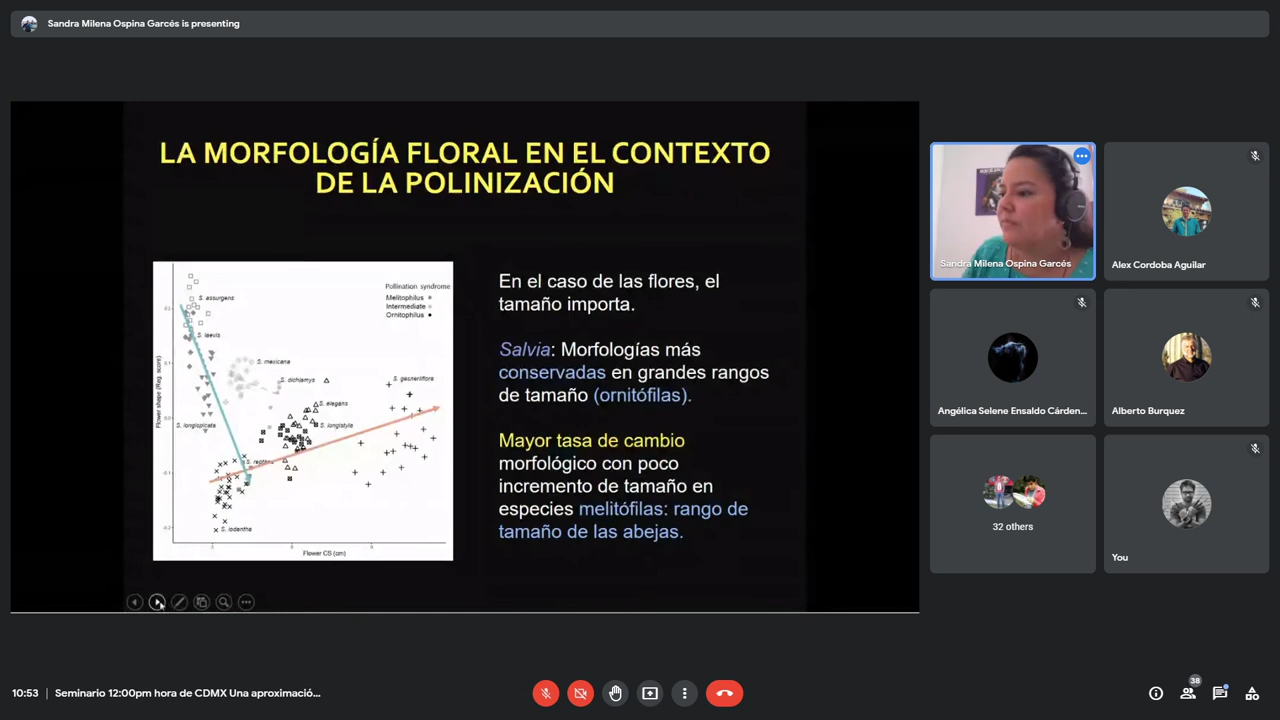 Sandra Milena Ospina Garcés is presenting
LA MORFOLOGÍA FLORAL EN EL CONTEXTO
DE LA POLINIZACIÓN
Pollination syndrome
Melitophilus
Intermediate
Ornitophilus
S. assurgens
S. laevis
S. mexicana
S. dichlamys
S. gesneriiflora
S. elegans
S. longispicata
S. longistyla
S. iodantha
Flower shape (Reg. score)
Flower CS (cm)
En el caso de las flores, el
tamaño importa.
Salvia: Morfologías más
conservadas en grandes rangos
de tamaño (ornitófilas).
Mayor tasa de cambio
morfológico con poco
incremento de tamaño en
especies melitófilas: rango de
tamaño de las abejas.
Sandra Milena Ospina Garcés
Alex Cordoba Aguilar
Angélica Selene Ensaldo Cárden...
Alberto Burquez
32 others
You
10:53 | Seminario 12:00pm hora de CDMX Una aproximació...
38